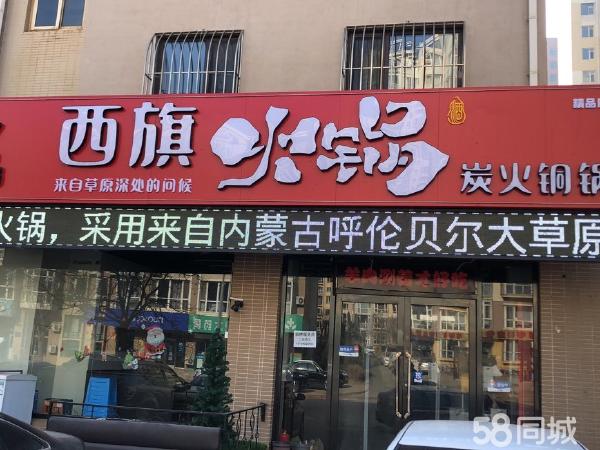 西旗火锅
精品
来自草原深处的问候
炭火铜锅
火锅，采用来自内蒙古呼伦贝尔大草原
58同城